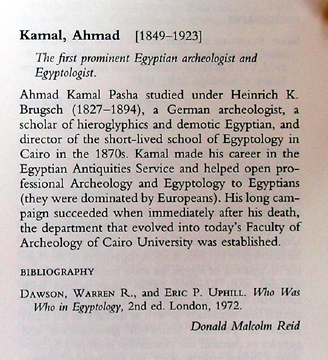 Kamal, Ahmad [1849–1923]
The first prominent Egyptian archeologist and
Egyptologist.
Ahmad Kamal Pasha studied under Heinrich K.
Brugsch (1827–1894), a German archeologist, a
scholar of hieroglyphics and demotic Egyptian, and
director of the short-lived school of Egyptology in
Cairo in the 1870s. Kamal made his career in the
Egyptian Antiquities Service and helped open pro-
fessional Archeology and Egyptology to Egyptians
(they were dominated by Europeans). His long cam-
paign succeeded when immediately after his death,
the department that evolved into today's Faculty of
Archeology of Cairo University was established.
BIBLIOGRAPHY
DAWSON, WARREN R., and ERIC P. UPHILL. Who Was
Who in Egyptology, 2nd ed. London, 1972.
Donald Malcolm Reid